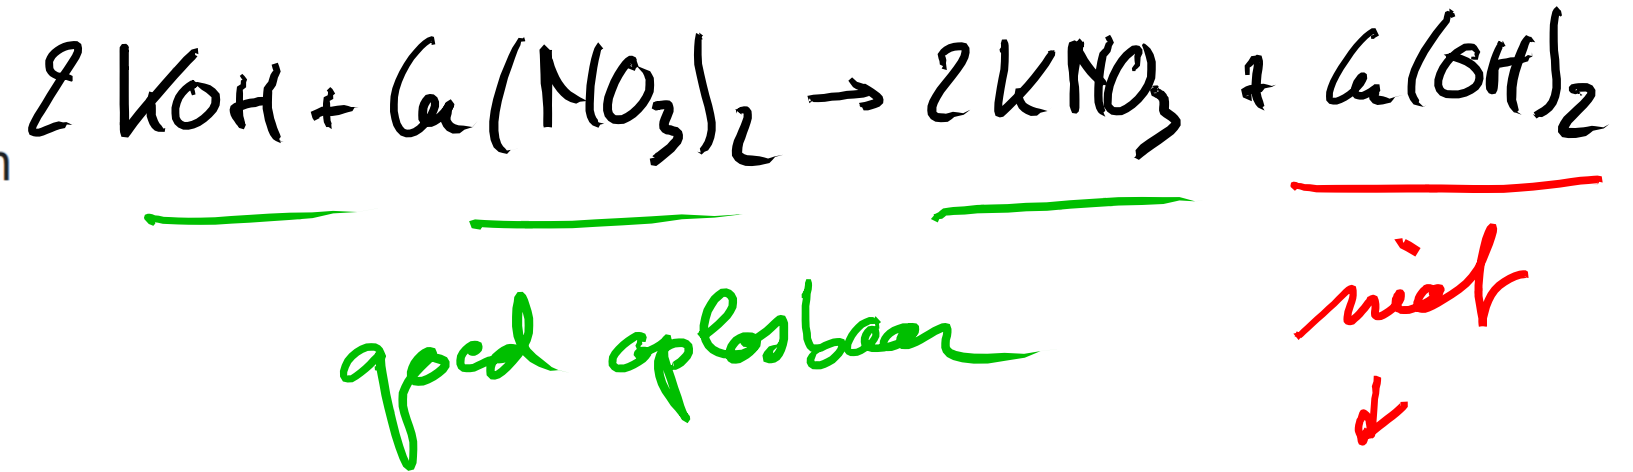 2 KOH + Cu(NO₃)₂ → 2 KNO₃ + Cu(OH)₂
n
goed oplosbaar niet
↓